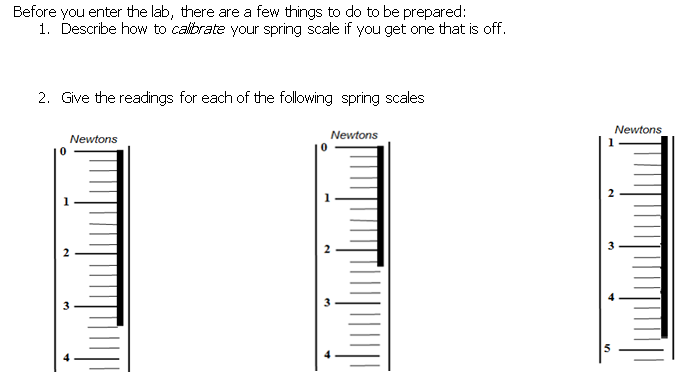 Before you enter the lab, there are a few things to do to be prepared:
1. Describe how to calibrate your spring scale if you get one that is off.
2. Give the readings for each of the following spring scales
Newtons
0
1
2
3
4
Newtons
0
1
2
3
4
Newtons
1
2
3
4
5